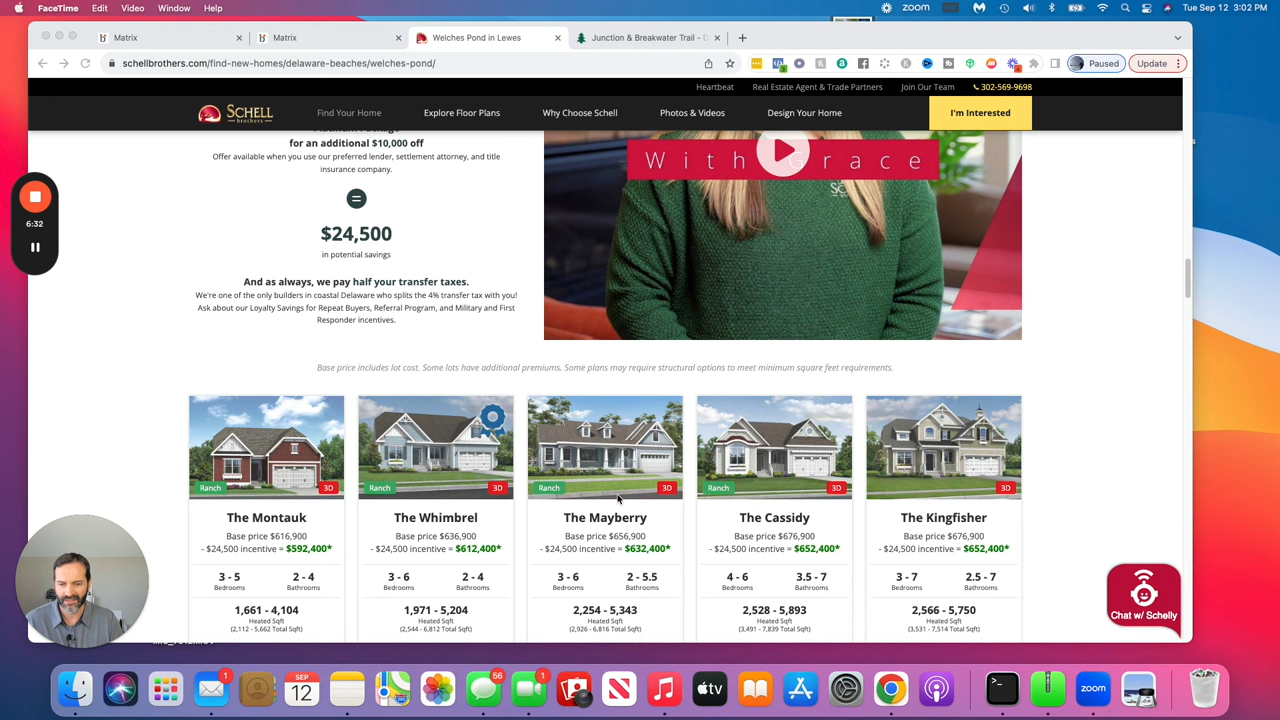 FaceTime Edit Video Window Help zoom Tue Sep 12 3:02 PM
Matrix Matrix Welches Pond in Lewes Junction & Breakwater Trail - D
schellbrothers.com/find-new-homes/delaware-beaches/welches-pond/ Paused Update
Heartbeat Real Estate Agent & Trade Partners Join Our Team 302-569-9698
SCHELL brothers Find Your Home Explore Floor Plans Why Choose Schell Photos & Videos Design Your Home I'm Interested
Platinum Package
for an additional $10,000 off
Offer available when you use our preferred lender, settlement attorney, and title
insurance company.
=
$24,500
in potential savings
And as always, we pay half your transfer taxes.
We're one of the only builders in coastal Delaware who splits the 4% transfer tax with you!
Ask about our Loyalty Savings for Repeat Buyers, Referral Program, and Military and First
Responder incentives.
With Grace
6:32
Base price includes lot cost. Some lots have additional premiums. Some plans may require structural options to meet minimum square feet requirements.
Ranch 3D Ranch 3D Ranch 3D Ranch 3D 3D
The Montauk The Whimbrel The Mayberry The Cassidy The Kingfisher
Base price $616,900 Base price $636,900 Base price $656,900 Base price $676,900 Base price $676,900
- $24,500 incentive = $592,400* - $24,500 incentive = $612,400* - $24,500 incentive = $632,400* - $24,500 incentive = $652,400* - $24,500 incentive = $652,400*
3 - 5 2 - 4 3 - 6 2 - 4 3 - 6 2 - 5.5 4 - 6 3.5 - 7 3 - 7 2.5 - 7
Bedrooms Bathrooms Bedrooms Bathrooms Bedrooms Bathrooms Bedrooms Bathrooms Bedrooms Bathrooms
1,661 - 4,104 1,971 - 5,204 2,254 - 5,343 2,528 - 5,893 2,566 - 5,750
Heated Sqft Heated Sqft Heated Sqft Heated Sqft Heated Sqft
(2,112 - 5,662 Total Sqft) (2,544 - 6,812 Total Sqft) (2,926 - 6,816 Total Sqft) (3,491 - 7,839 Total Sqft) (3,531 - 7,514 Total Sqft)
Chat w/ Schelly
1 SEP 12 56 1 tv zoom